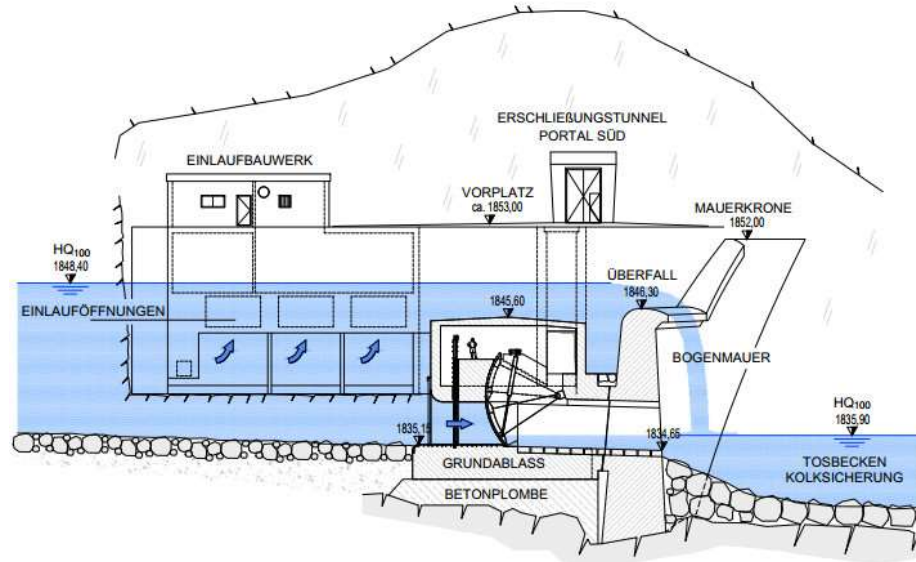 ERSCHLIEßUNGSTUNNEL
PORTAL SÜD
EINLAUFBAUWERK
VORPLATZ
ca. 1853,00
MAUERKRONE
1852,00
HQ100
1848,40
ÜBERFALL
1846,30
EINLAUFÖFFNUNGEN
1845,60
BOGENMAUER
HQ100
1835,90
1835,15
1834,65
GRUNDABLASS
TOSBECKEN
KOLKSICHERUNG
BETONPLOMBE